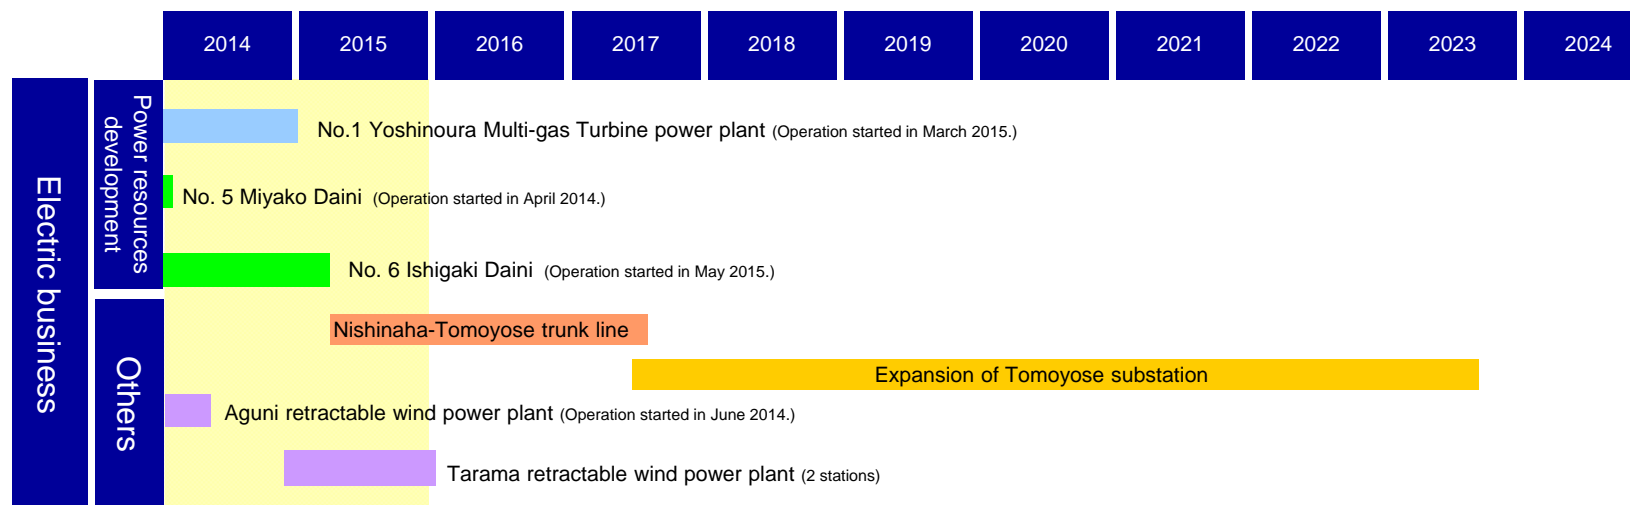 2014 2015 2016 2017 2018 2019 2020 2021 2022 2023 2024
Electric business
Power resources
development
No.1 Yoshinoura Multi-gas Turbine power plant (Operation started in March 2015.)
No. 5 Miyako Daini (Operation started in April 2014.)
No. 6 Ishigaki Daini (Operation started in May 2015.)
Others
Nishinaha-Tomoyose trunk line
Expansion of Tomoyose substation
Aguni retractable wind power plant (Operation started in June 2014.)
Tarama retractable wind power plant (2 stations)